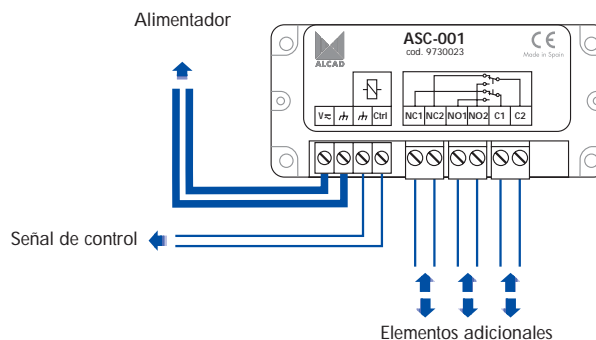 Alimentador
ASC-001
cod. 9730023
ALCAD
CE
Made in Spain
V Ctrl
NC1 NC2 NO1 NO2 C1 C2
Señal de control
Elementos adicionales